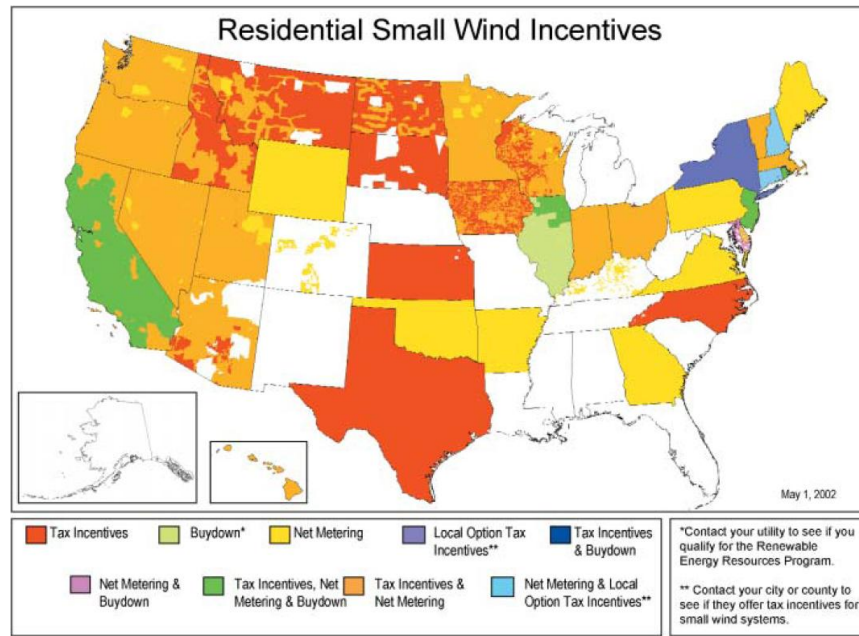 Residential Small Wind Incentives
May 1, 2002
Tax Incentives
Buydown*
Net Metering
Local Option Tax
Incentives**
Tax Incentives
& Buydown
Net Metering &
Buydown
Tax Incentives, Net
Metering & Buydown
Tax Incentives &
Net Metering
Net Metering & Local
Option Tax Incentives**
*Contact your utility to see if you
qualify for the Renewable
Energy Resources Program.
** Contact your city or county to
see if they offer tax incentives for
small wind systems.